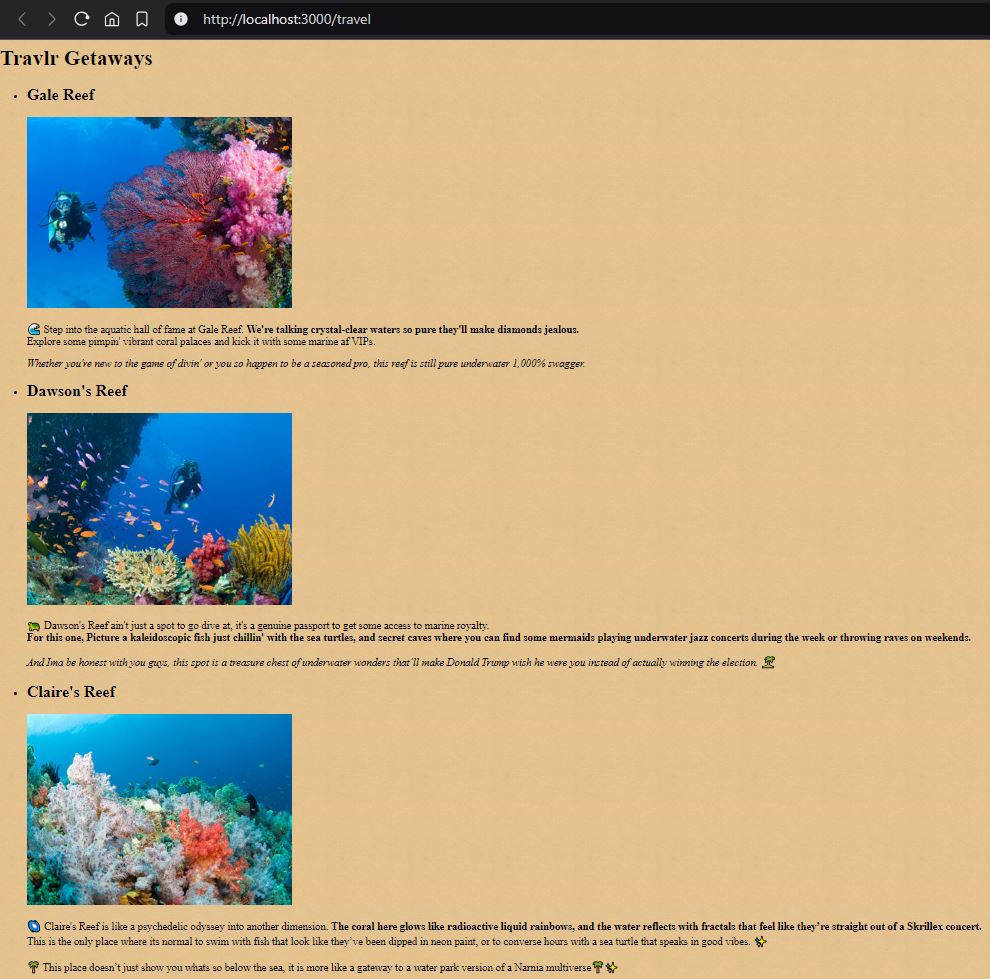 http://localhost:3000/travel
Travlr Getaways
• Gale Reef
🌊 Step into the aquatic hall of fame at Gale Reef. We're talking crystal-clear waters so pure they'll make diamonds jealous.
Explore some pimpin' vibrant coral palaces and kick it with some marine af VIPs.
Whether you're new to the game of divin' or you so happen to be a seasoned pro, this reef is still pure underwater 1,000% swagger.
• Dawson's Reef
🐢 Dawson's Reef ain't just a spot to go dive at, it's a genuine passport to get some access to marine royalty.
For this one, Picture a kaleidoscopic fish just chillin' with the sea turtles, and secret caves where you can find some mermaids playing underwater jazz concerts during the week or throwing raves on weekends.
And Ima be honest with you guys, this spot is a treasure chest of underwater wonders that'll make Donald Trump wish he were you instead of actually winning the election. 🏝
• Claire's Reef
🌀 Claire's Reef is like a psychedelic odyssey into another dimension. The coral here glows like radioactive liquid rainbows, and the water reflects with fractals that feel like they’re straight out of a Skrillex concert.
This is the only place where its normal to swim with fish that look like they’ve been dipped in neon paint, or to converse hours with a sea turtle that speaks in good vibes. ✨
🌴 This place doesn’t just show you whats so below the sea, it is more like a gateway to a water park version of a Narnia multiverse🌴✨